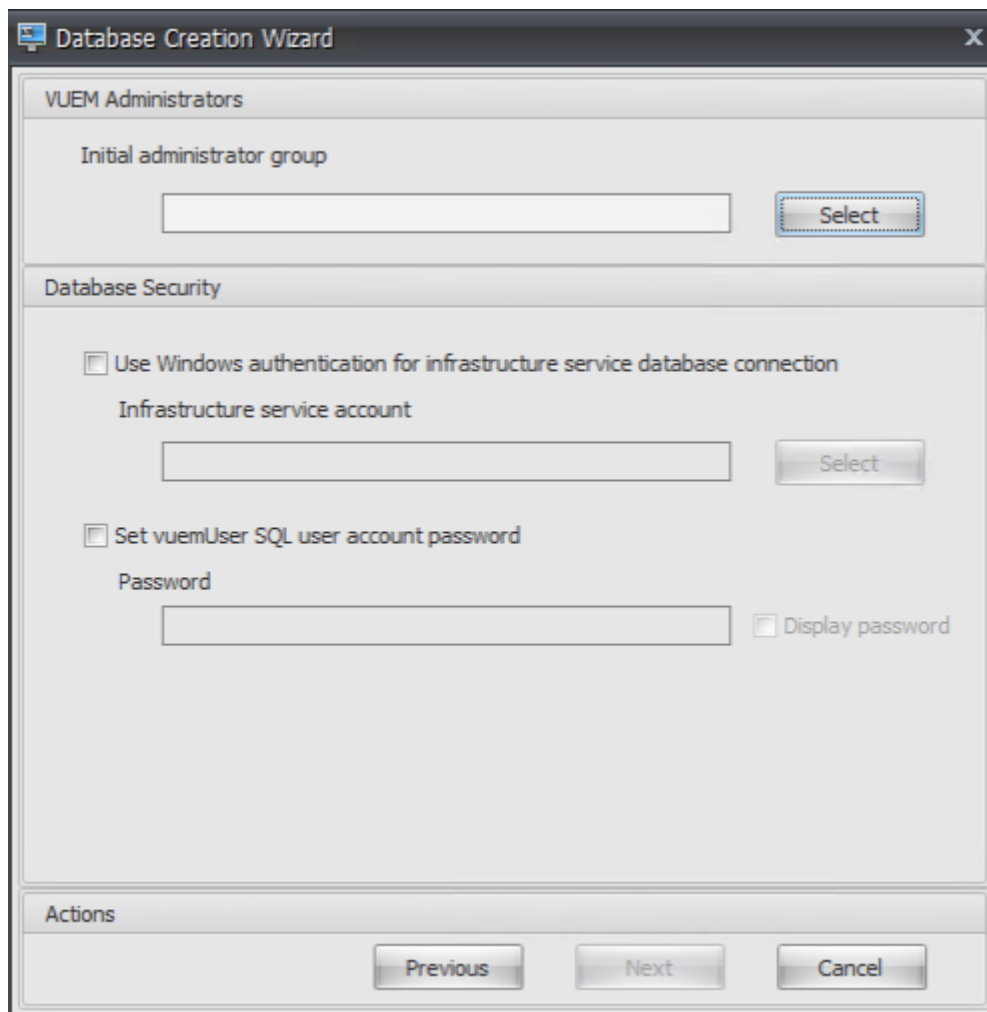 Database Creation Wizard
VUEM Administrators
Initial administrator group
Select
Database Security
Use Windows authentication for infrastructure service database connection
Infrastructure service account
Select
Set vuemUser SQL user account password
Password
Display password
Actions
Previous
Next
Cancel